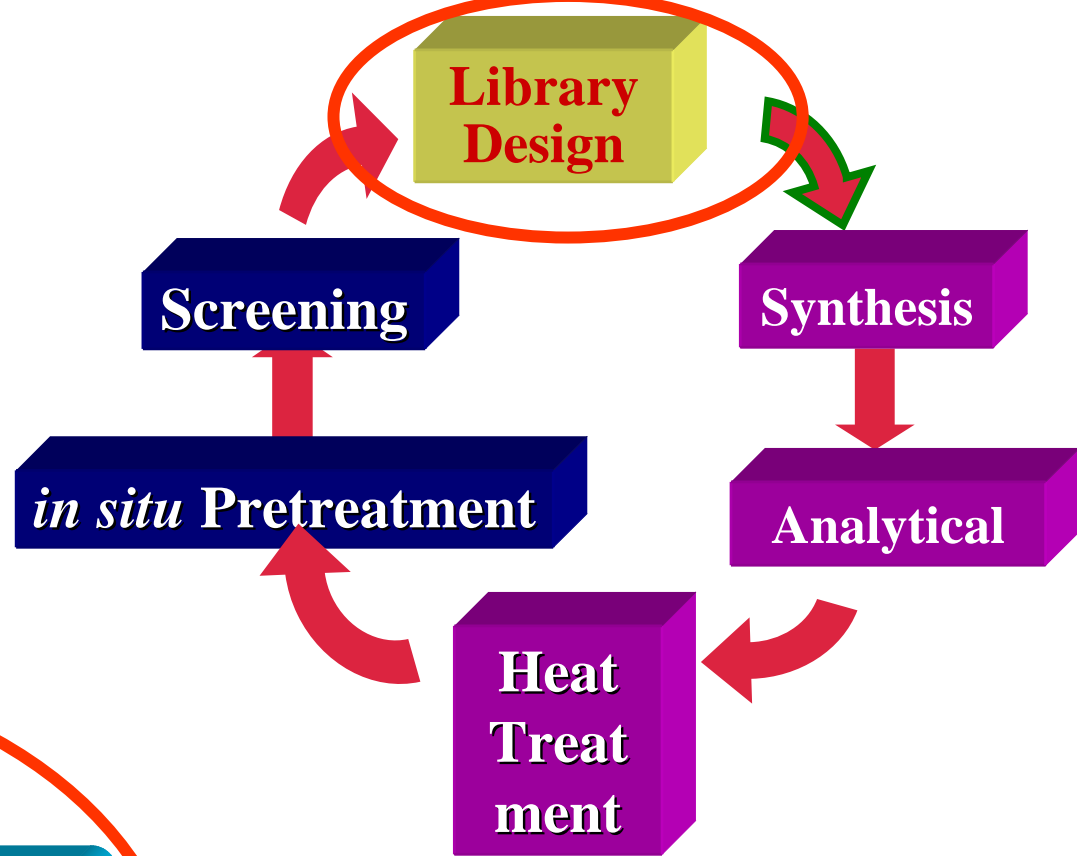 Library
Design
Screening
Synthesis
in situ Pretreatment
Analytical
Heat
Treat
ment